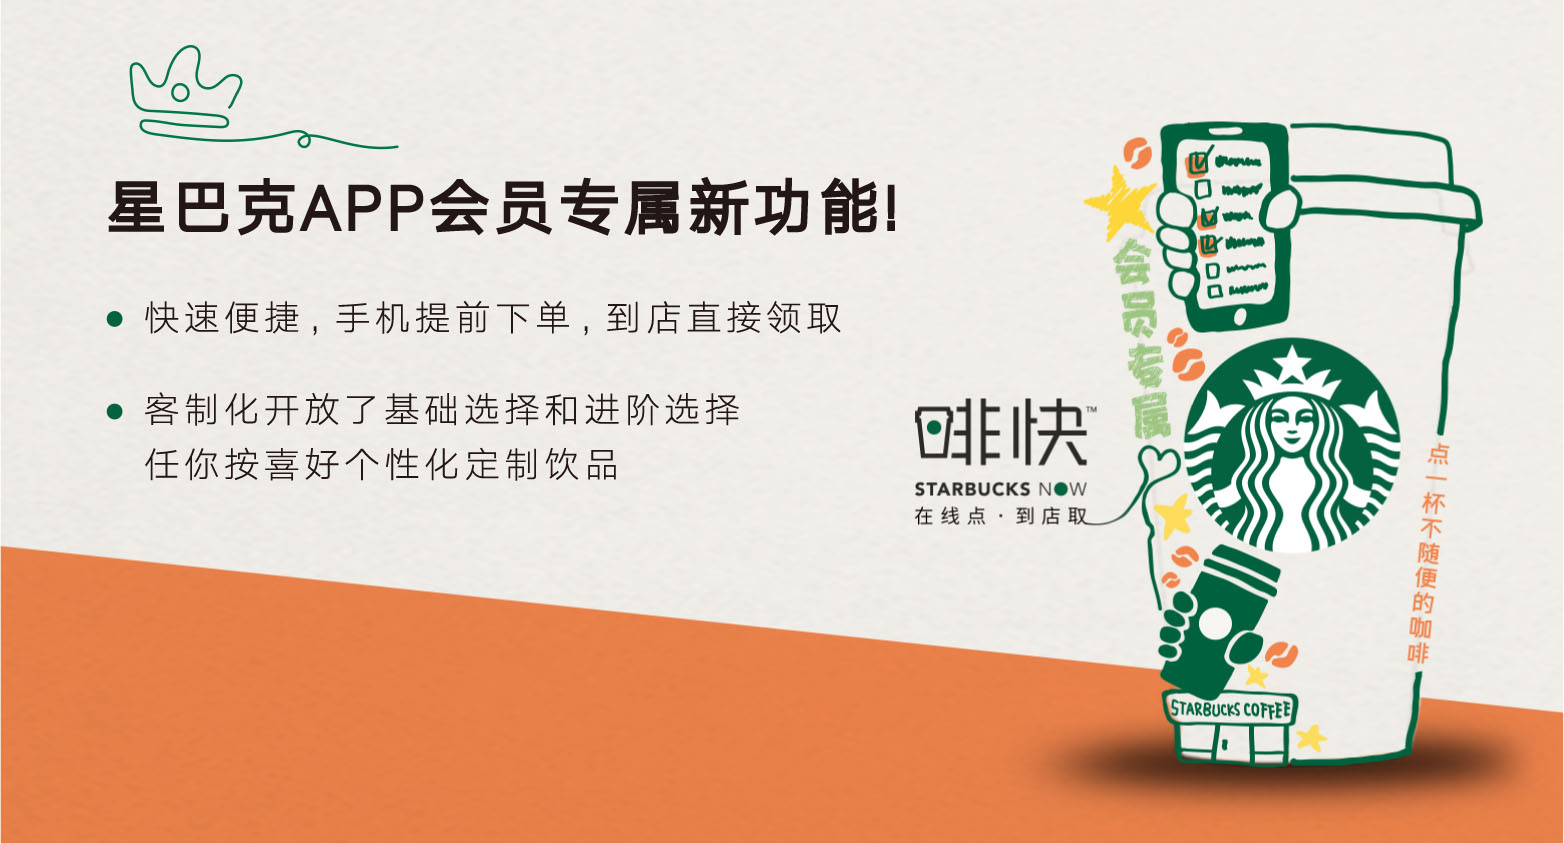 星巴克APP会员专属新功能!
快速便捷，手机提前下单，到店直接领取
客制化开放了基础选择和进阶选择
任你按喜好个性化定制饮品
啡快™
STARBUCKS NOW
在线点·到店取
会员专属
点一杯不随便的咖啡
STARBUCKS COFFEE